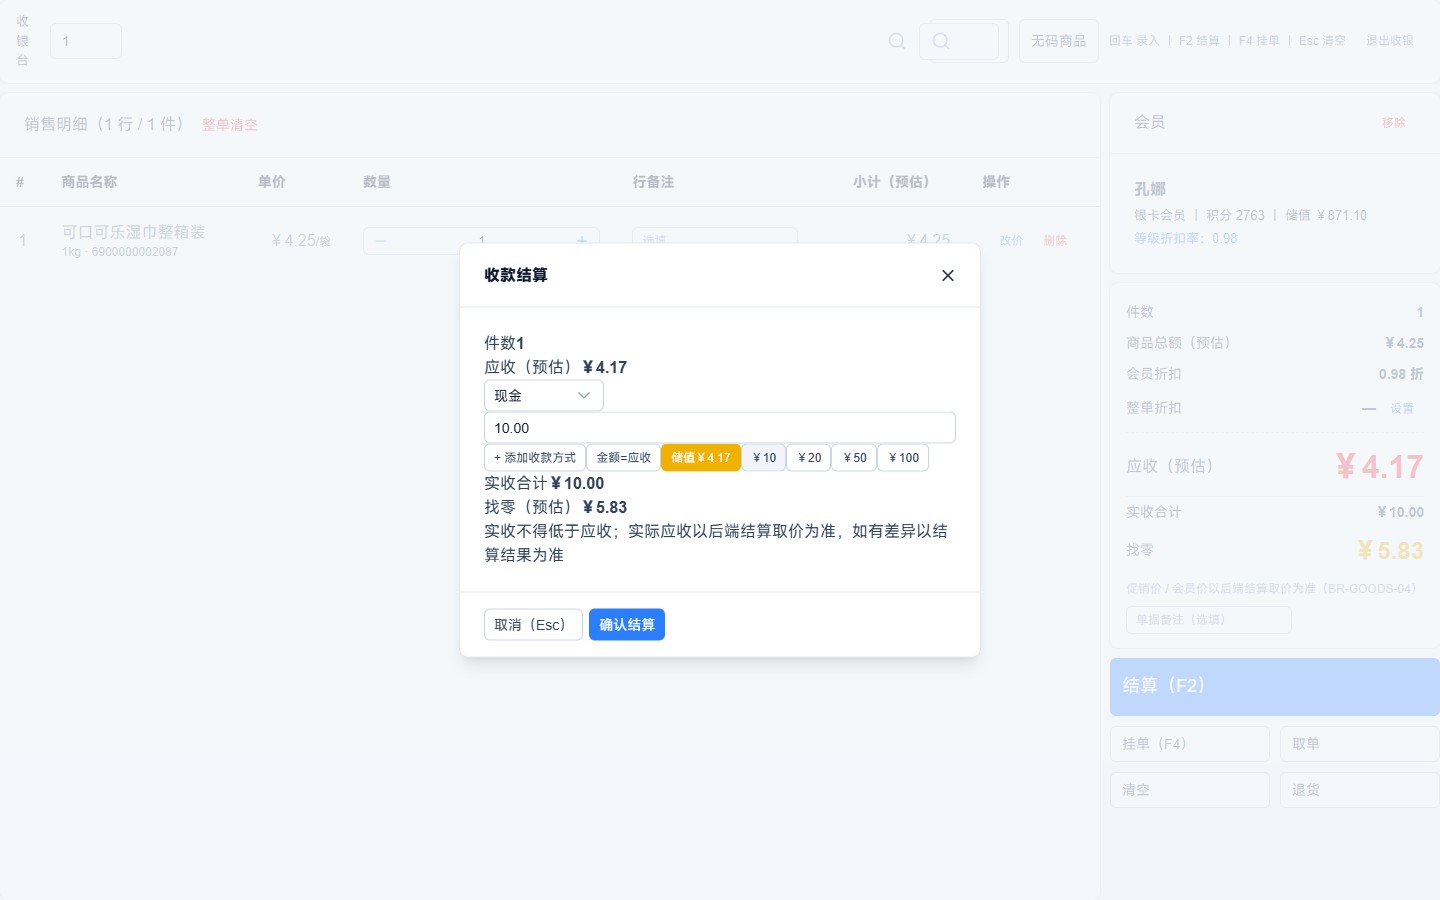 收银台
1
无码商品
回车 录入 | F2 结算 | F4 挂单 | Esc 清空
退出收银
销售明细（1 行 / 1 件）
整单清空
# 商品名称 单价 数量 行备注 小计（预估） 操作
1 可口可乐湿巾整箱装 ¥ 4.25/袋 − 1 + 选填 ¥ 4.25 改价 删除
1kg · 6900000002087
会员
移除
孔娜
银卡会员 | 积分 2763 | 储值 ¥ 871.10
等级折扣率：0.98
件数 1
商品总额（预估） ¥ 4.25
会员折扣 0.98 折
整单折扣 — 设置
应收（预估） ¥ 4.17
实收合计 ¥ 10.00
找零 ¥ 5.83
促销价 / 会员价以后端结算取价为准（BR-GOODS-04）
单据备注（选填）
结算（F2）
挂单（F4） 取单
清空 退货
收款结算
件数1
应收（预估）¥ 4.17
现金
10.00
+ 添加收款方式 金额=应收 储值 ¥ 4.17 ¥ 10 ¥ 20 ¥ 50 ¥ 100
实收合计 ¥ 10.00
找零（预估）¥ 5.83
实收不得低于应收；实际应收以后端结算取价为准，如有差异以结
算结果为准
取消（Esc） 确认结算